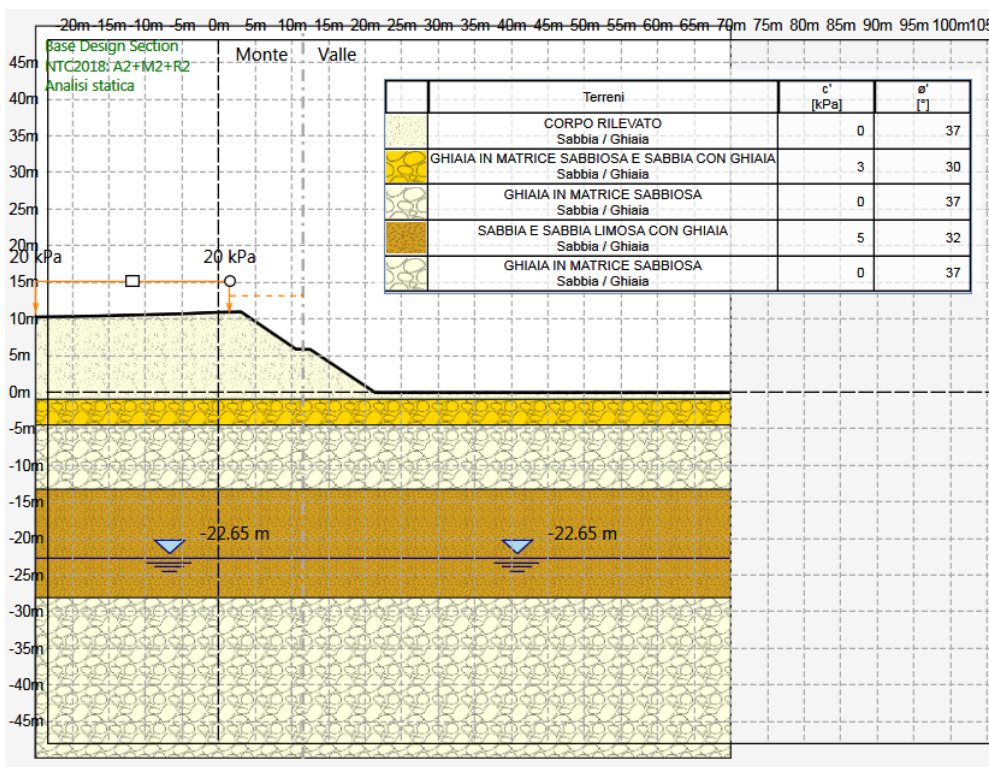 -20m -15m -10m -5m 0m 5m 10m 15m 20m 25m 30m 35m 40m 45m 50m 55m 60m 65m 70m 75m 80m 85m 90m 95m 100m 105
Base Design Section
Monte Valle
45m
NTC2018: A2+M2+R2
Analisi statica
40m
Terreni c' [kPa] ø' [°]
35m
CORPO RILEVATO
Sabbia / Ghiaia 0 37
30m
GHIAIA IN MATRICE SABBIOSA E SABBIA CON GHIAIA
Sabbia / Ghiaia 3 30
25m
GHIAIA IN MATRICE SABBIOSA
Sabbia / Ghiaia 0 37
20m
SABBIA E SABBIA LIMOSA CON GHIAIA
Sabbia / Ghiaia 5 32
20 kPa 20 kPa
GHIAIA IN MATRICE SABBIOSA
Sabbia / Ghiaia 0 37
15m
10m
5m
0m
-5m
-10m
-15m
-22.65 m -22.65 m
-20m
-25m
-30m
-35m
-40m
-45m